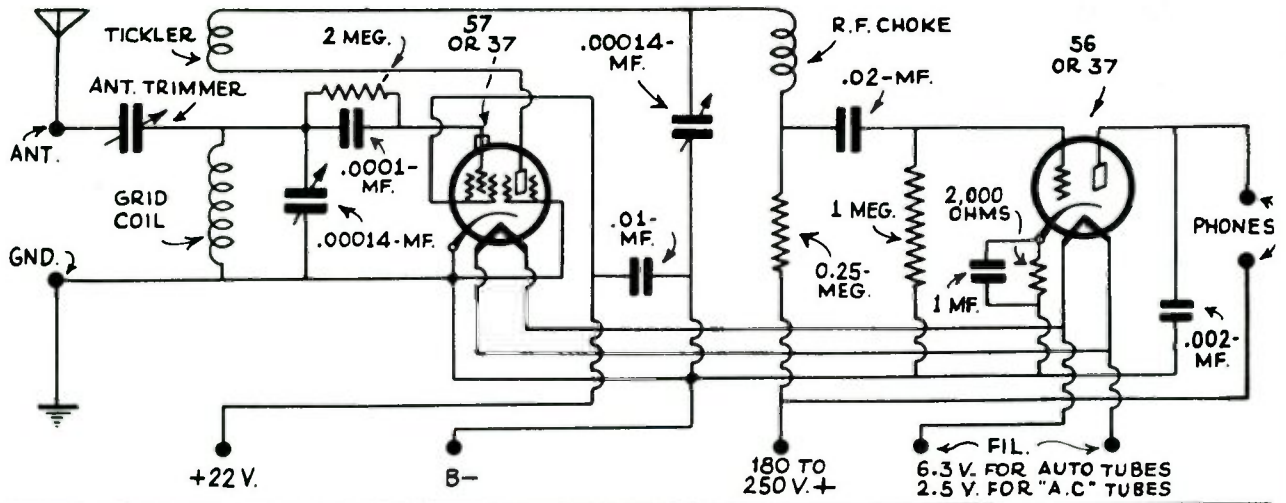 TICKLER
2 MEG.
57
OR 37
.00014-
MF.
R.F. CHOKE
56
OR 37
.02-MF.
ANT. TRIMMER
ANT.
.0001-
MF.
GRID
COIL
.00014-MF.
.01-
MF.
1 MEG.
2,000
OHMS
PHONES
GND.
0.25-
MEG.
1 MF.
.002-
MF.
+22 V.
B-
180 TO
250 V. +
FIL.
6.3 V. FOR AUTO TUBES
2.5 V. FOR "A.C" TUBES